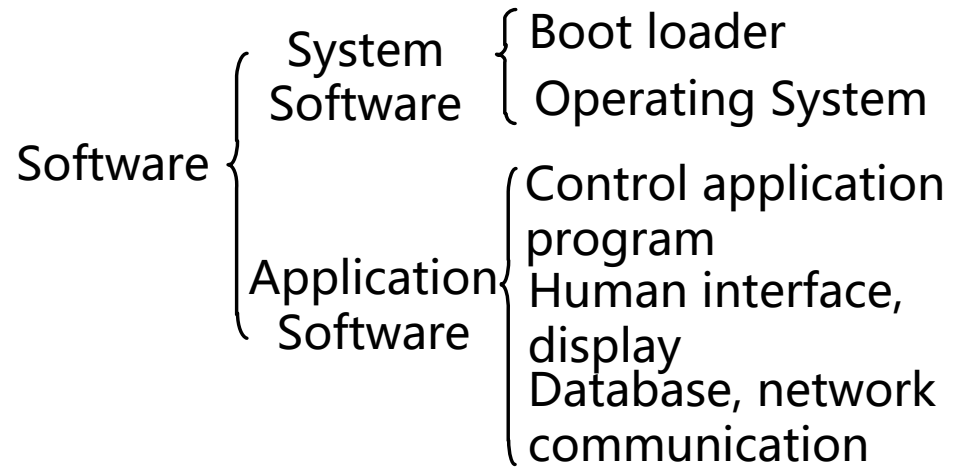 Software
System
Software
Boot loader
Operating System
Application
Software
Control application
program
Human interface,
display
Database, network
communication